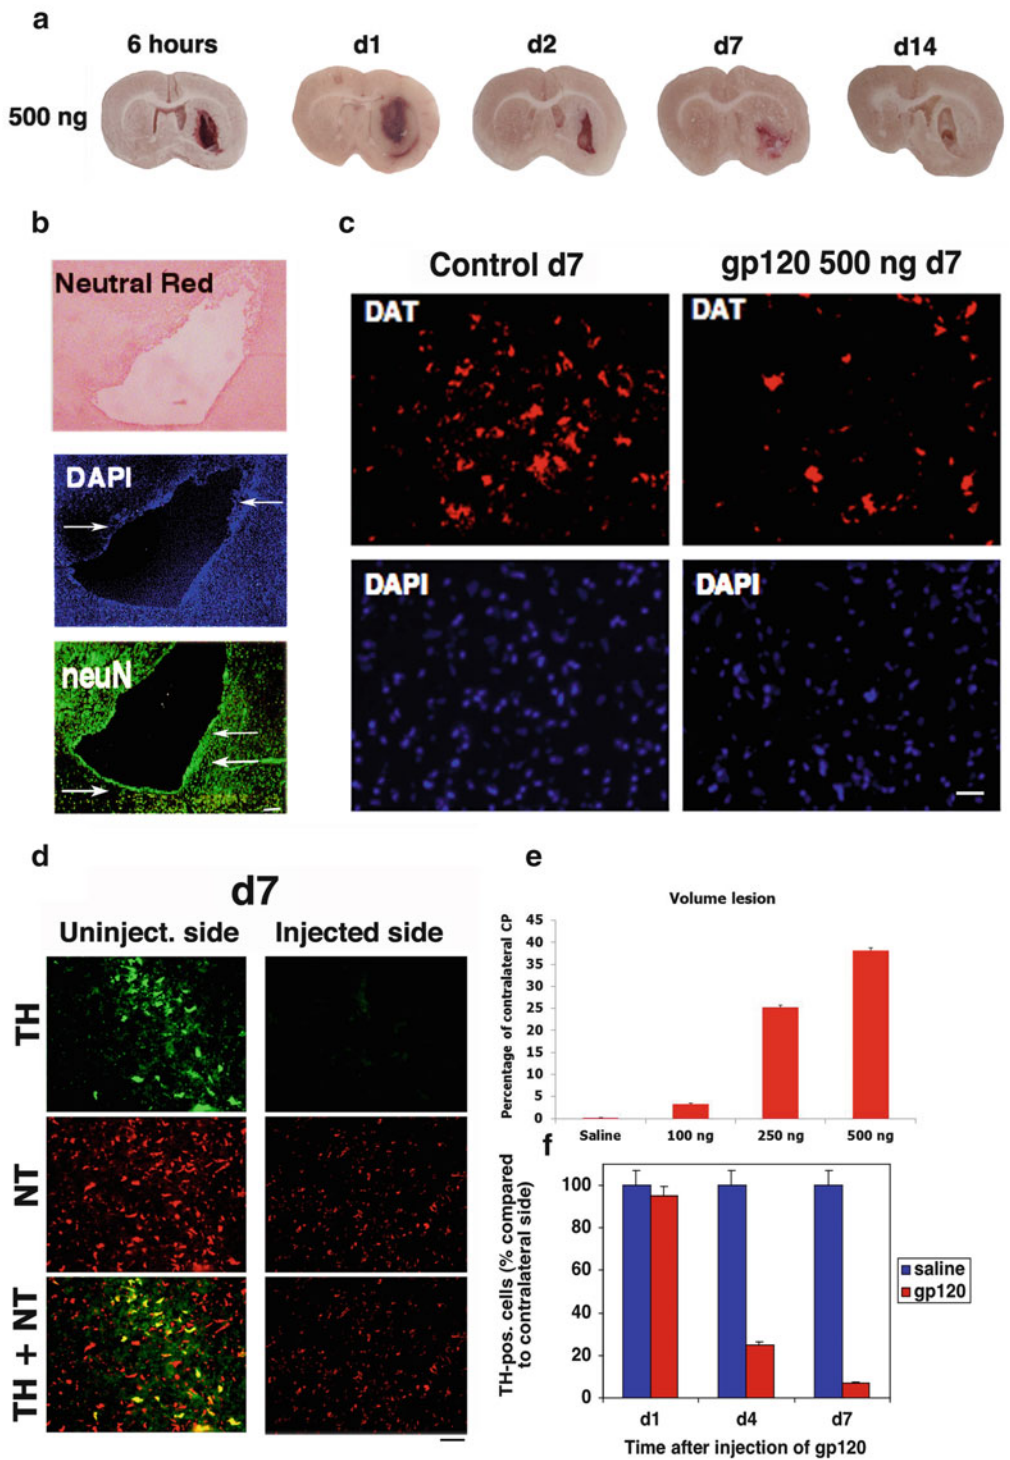 a
6 hours d1 d2 d7 d14
500 ng
b
Neutral Red
DAPI
neuN
c
Control d7 gp120 500 ng d7
DAT DAT
DAPI DAPI
d
d7
Uninject. side Injected side
TH
NT
TH + NT
e
Volume lesion
Percentage of contralateral CP
45
40
35
30
25
20
15
10
5
0
Saline 100 ng 250 ng 500 ng
f
TH-pos. cells (% compared
to contralateral side)
100
80
60
40
20
0
d1 d4 d7
Time after injection of gp120
saline
gp120